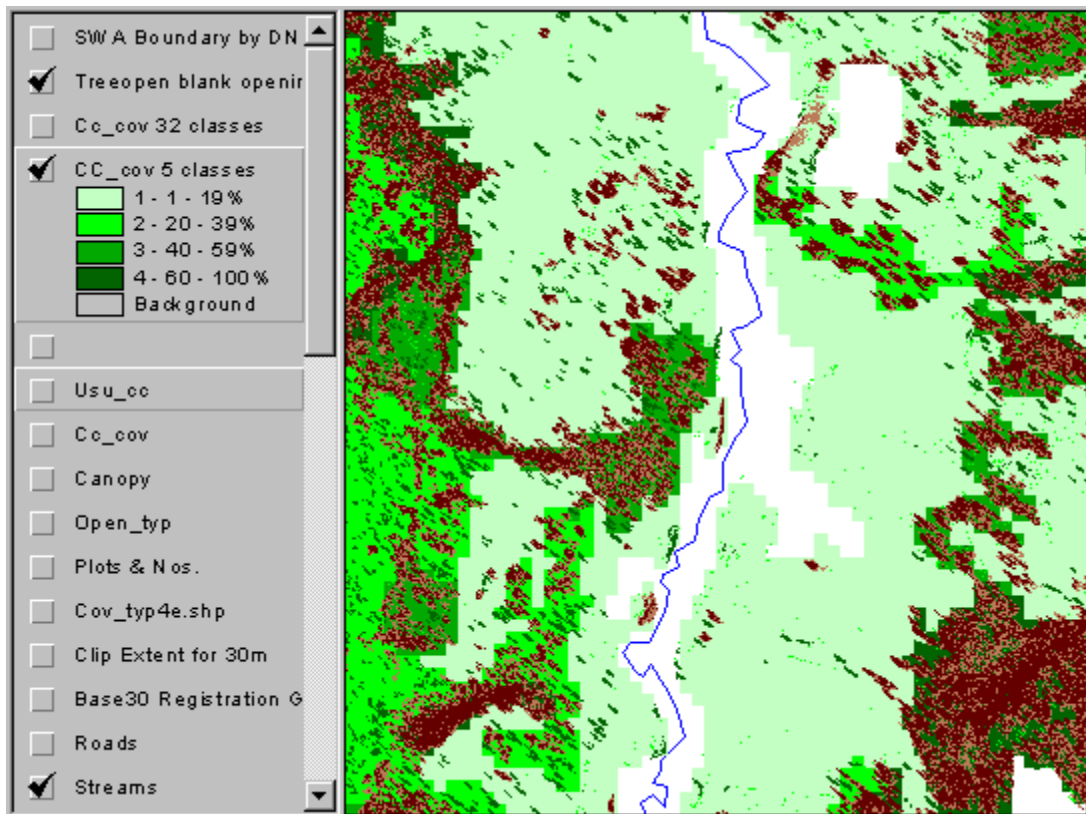 SWA Boundary by DN
Treeopen blank openin
Cc_cov 32 classes
CC_cov 5 classes
1 - 1 - 19%
2 - 20 - 39%
3 - 40 - 59%
4 - 60 - 100%
Background
Usu_cc
Cc_cov
Canopy
Open_typ
Plots & Nos.
Cov_typ4e.shp
Clip Extent for 30m
Base30 Registration G
Roads
Streams